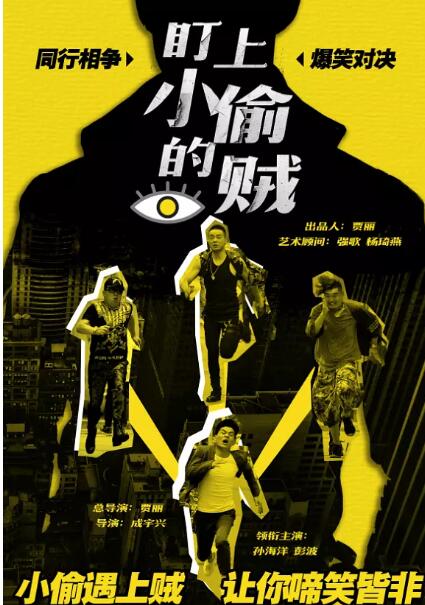 同行相争
爆笑对决
盯上
小偷
的贼
出品人：贾丽
艺术顾问：强歌 杨琦燕
总导演：贾丽
导演：成宇兴
领衔主演：
孙海洋 彭波
小偷遇上贼 让你啼笑皆非